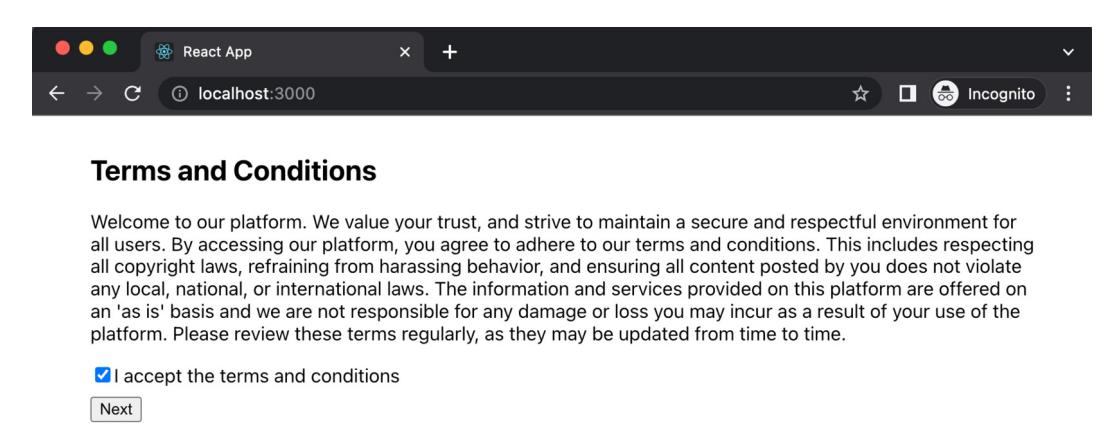 React App
localhost:3000
Incognito
Terms and Conditions
Welcome to our platform. We value your trust, and strive to maintain a secure and respectful environment for
all users. By accessing our platform, you agree to adhere to our terms and conditions. This includes respecting
all copyright laws, refraining from harassing behavior, and ensuring all content posted by you does not violate
any local, national, or international laws. The information and services provided on this platform are offered on
an 'as is' basis and we are not responsible for any damage or loss you may incur as a result of your use of the
platform. Please review these terms regularly, as they may be updated from time to time.
I accept the terms and conditions
Next